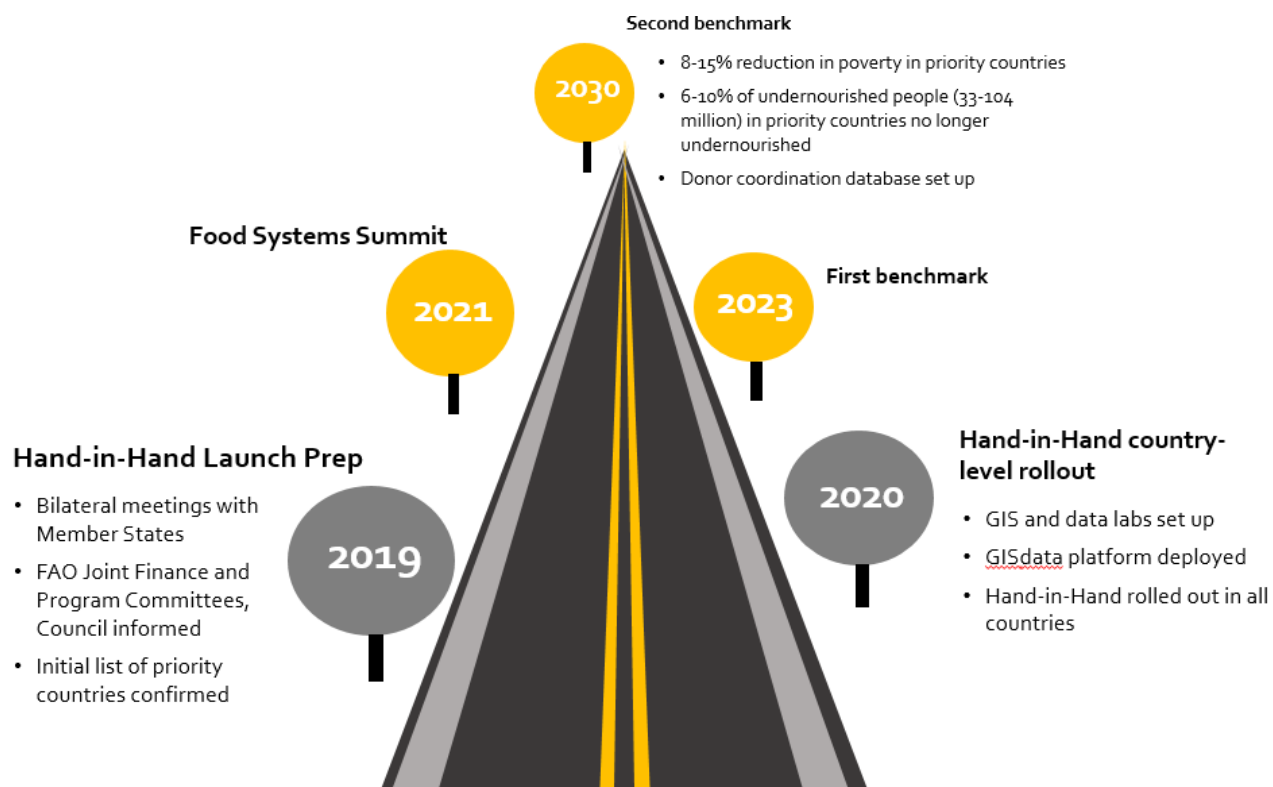 Second benchmark
2030
• 8-15% reduction in poverty in priority countries
• 6-10% of undernourished people (33-104
million) in priority countries no longer
undernourished
• Donor coordination database set up
Food Systems Summit
2021
2023
First benchmark
Hand-in-Hand Launch Prep
• Bilateral meetings with
Member States
• FAO Joint Finance and
Program Committees,
Council informed
• Initial list of priority
countries confirmed
2019
2020
Hand-in-Hand country-
level rollout
• GIS and data labs set up
• GISdata platform deployed
• Hand-in-Hand rolled out in all
countries